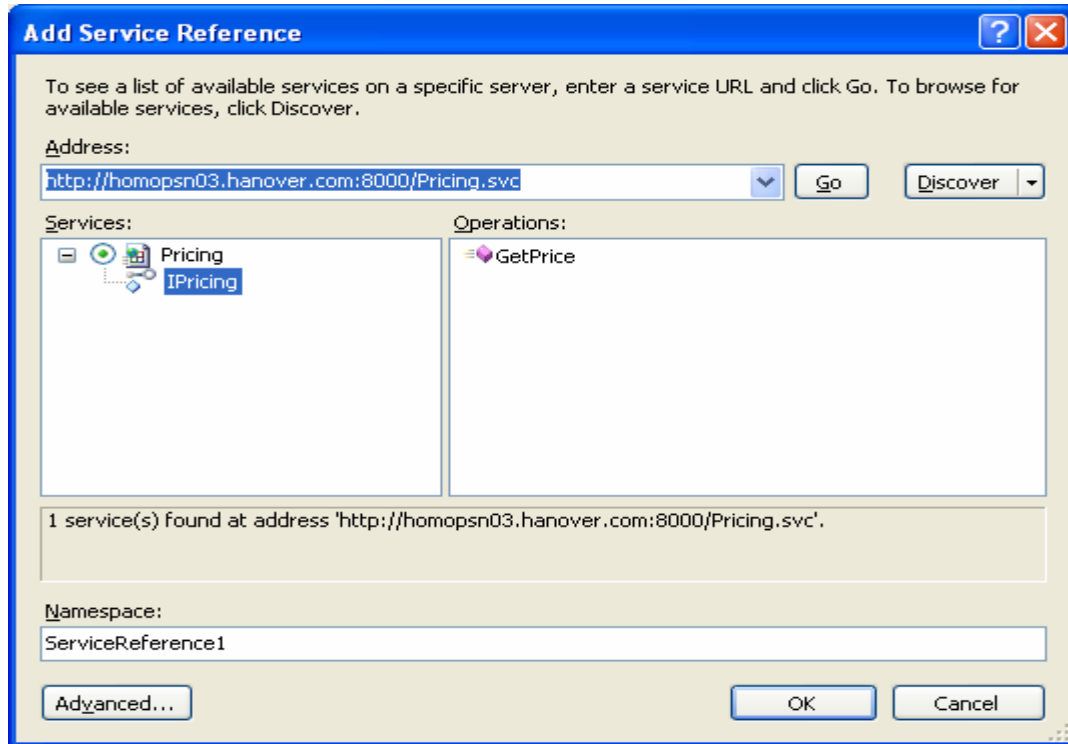 Add Service Reference
To see a list of available services on a specific server, enter a service URL and click Go. To browse for
available services, click Discover.
Address:
http://homopsn03.hanover.com:8000/Pricing.svc
Go
Discover
Services:
Operations:
Pricing
IPricing
GetPrice
1 service(s) found at address 'http://homopsn03.hanover.com:8000/Pricing.svc'.
Namespace:
ServiceReference1
Advanced...
OK
Cancel